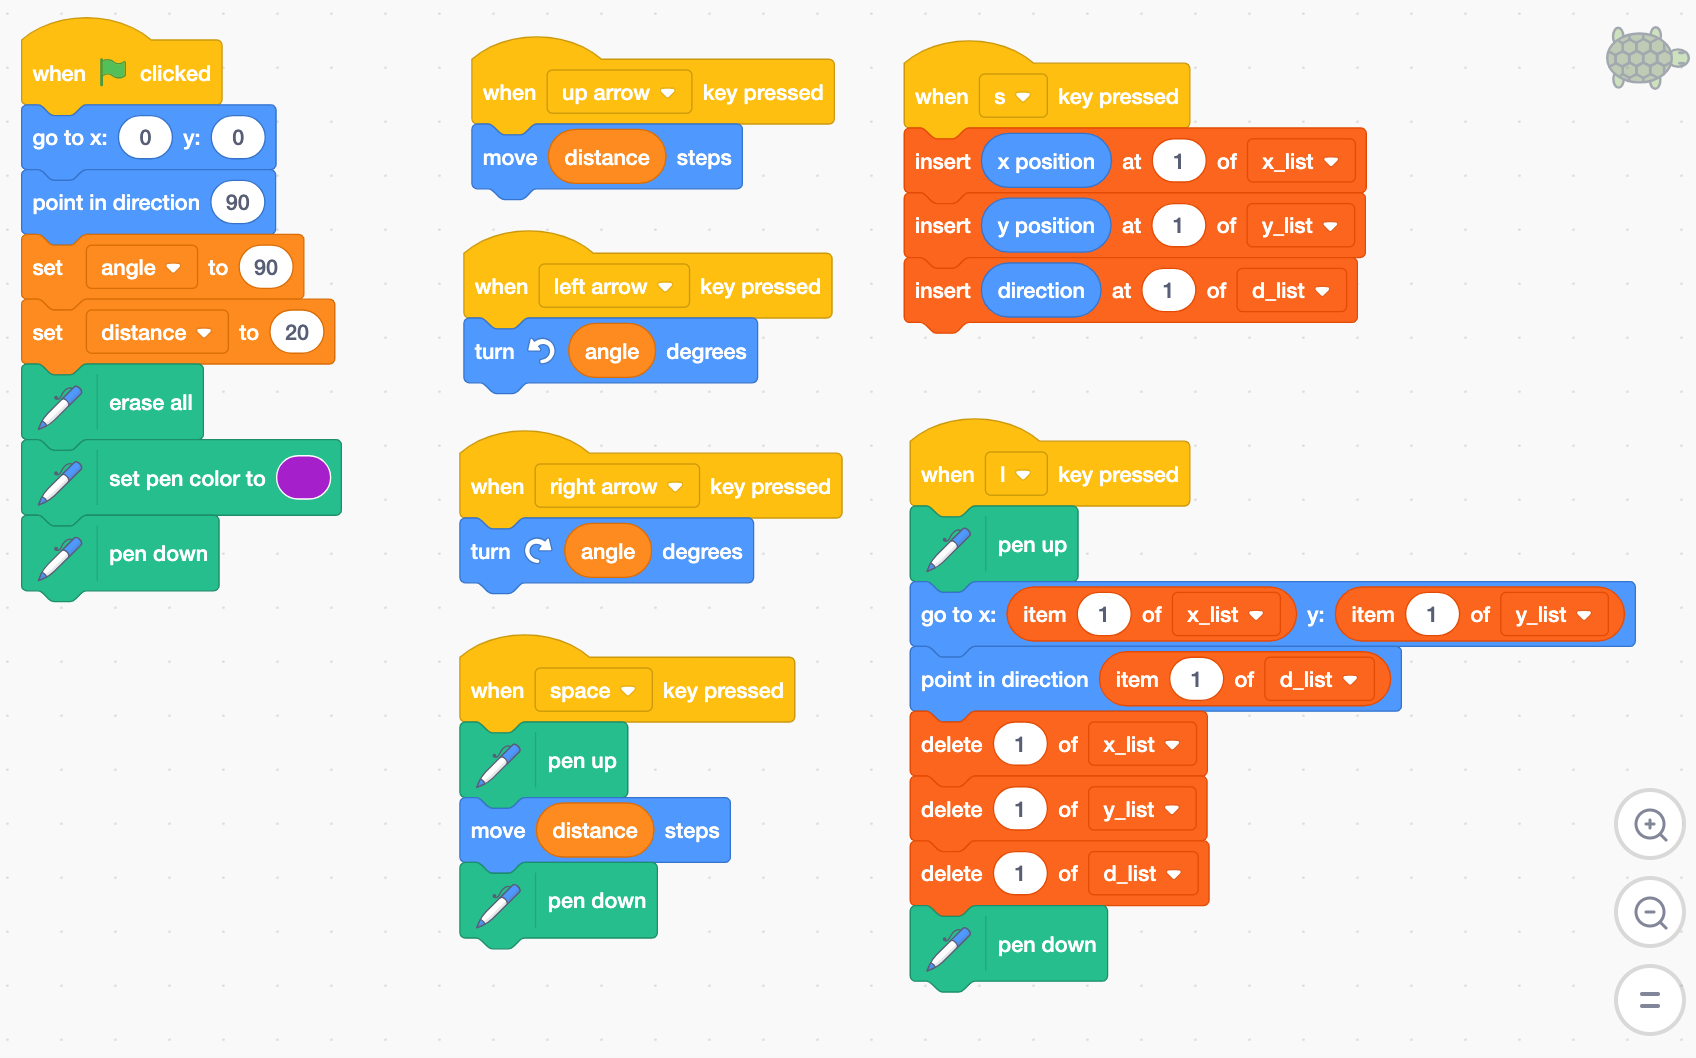 when clicked
go to x: 0 y: 0
point in direction 90
set angle to 90
set distance to 20
erase all
set pen color to
pen down
when up arrow key pressed
move distance steps
when left arrow key pressed
turn angle degrees
when right arrow key pressed
turn angle degrees
when space key pressed
pen up
move distance steps
pen down
when s key pressed
insert x position at 1 of x_list
insert y position at 1 of y_list
insert direction at 1 of d_list
when l key pressed
pen up
go to x: item 1 of x_list y: item 1 of y_list
point in direction item 1 of d_list
delete 1 of x_list
delete 1 of y_list
delete 1 of d_list
pen down